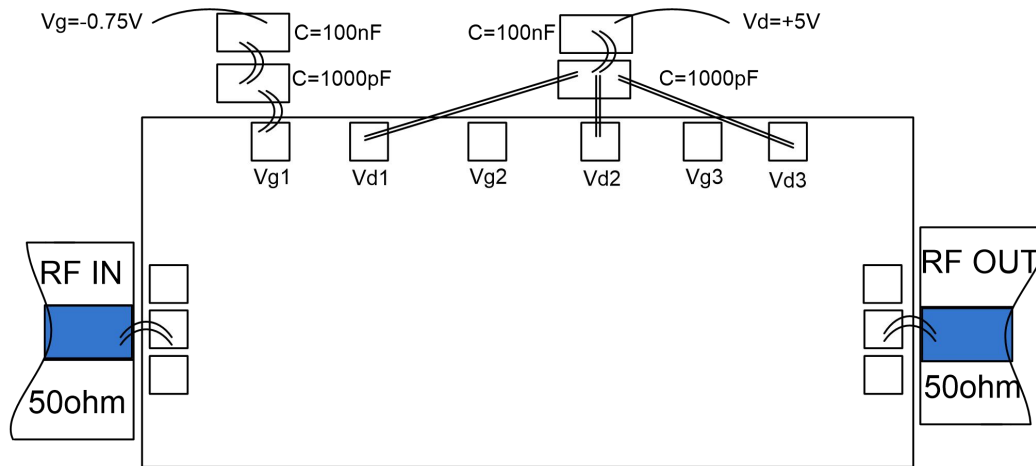 Vg=-0.75V
C=100nF
C=100nF
Vd=+5V
C=1000pF
C=1000pF
Vg1
Vd1
Vg2
Vd2
Vg3
Vd3
RF IN
RF OUT
50ohm
50ohm